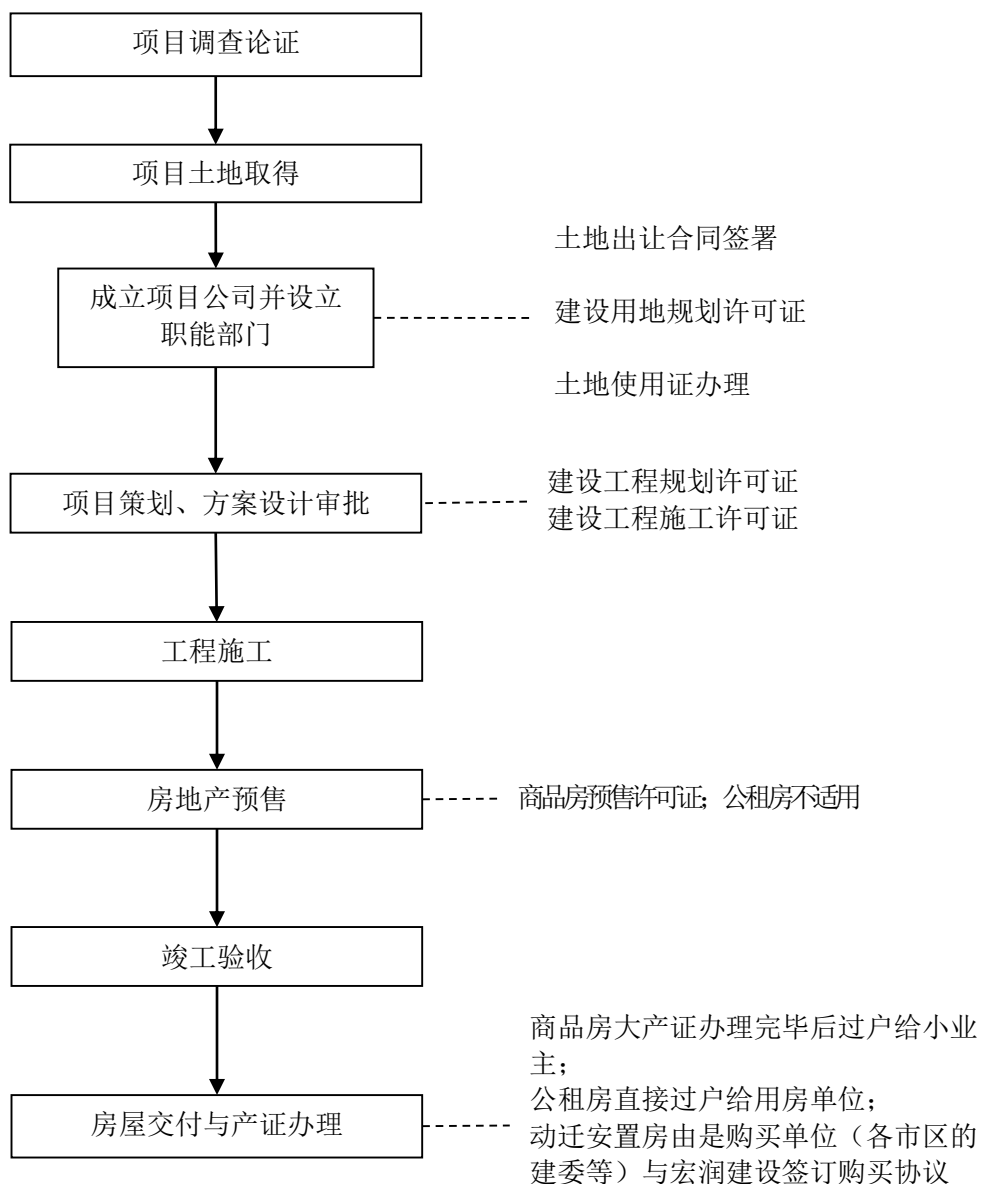 项目调查论证
项目土地取得
成立项目公司并设立
职能部门
土地出让合同签署
建设用地规划许可证
土地使用证办理
项目策划、方案设计审批
建设工程规划许可证
建设工程施工许可证
工程施工
房地产预售
商品房预售许可证；公租房不适用
竣工验收
房屋交付与产证办理
商品房大产证办理完毕后过户给小业
主；
公租房直接过户给用房单位；
动迁安置房由是购买单位（各市区的
建委等）与宏润建设签订购买协议